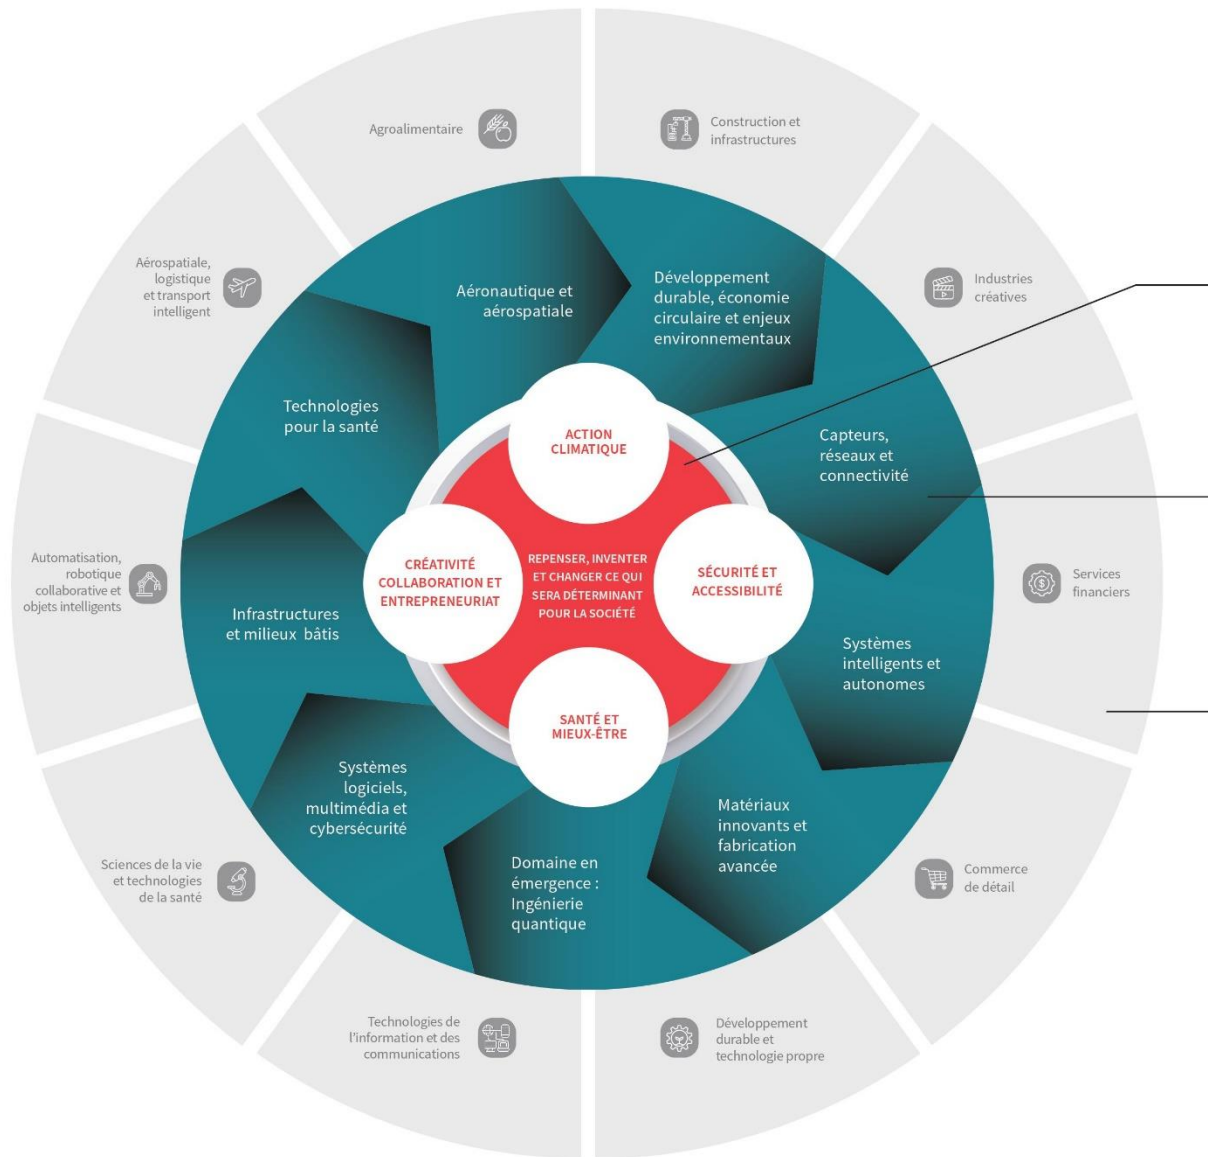 Agroalimentaire
Construction et
infrastructures
Industries
créatives
Services
financiers
Commerce
de détail
Développement
durable et
technologie propre
Technologies de
l'information et des
communications
Sciences de la vie
et technologies
de la santé
Automatisation,
robotique
collaborative et
objets intelligents
Aérospatiale,
logistique
et transport
intelligent
Aéronautique et
aérospatiale
Développement
durable, économie
circulaire et enjeux
environnementaux
Capteurs,
réseaux et
connectivité
Systèmes
intelligents et
autonomes
Matériaux
innovants et
fabrication
avancée
Domaine en
émergence :
Ingénierie
quantique
Systèmes
logiciels,
multimédia et
cybersécurité
Infrastructures
et milieux bâtis
Technologies
pour la santé
ACTION
CLIMATIQUE
CRÉATIVITÉ
COLLABORATION ET
ENTREPRENEURIAT
REPENSER, INVENTER
ET CHANGER CE QUI
SERA DÉTERMINANT
POUR LA SOCIÉTÉ
SÉCURITÉ ET
ACCESSIBILITÉ
SANTÉ ET
MIEUX-ÊTRE